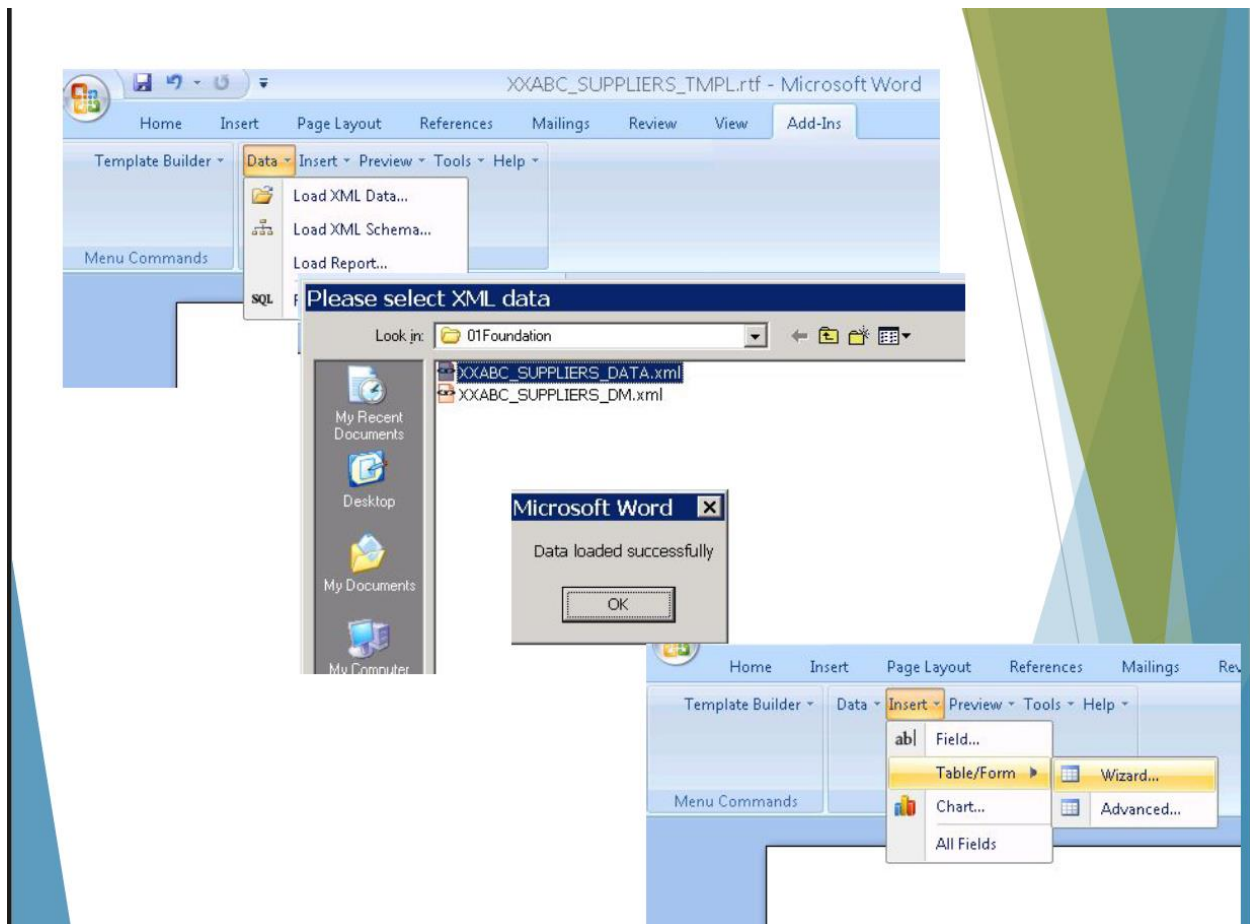 XXABC_SUPPLIERS_TMPL.rtf - Microsoft Word
Home Insert Page Layout References Mailings Review View Add-Ins
Template Builder Data Insert Preview Tools Help
Load XML Data...
Load XML Schema...
Menu Commands
Load Report...
SQL
Please select XML data
Look in: 01Foundation
XXABC_SUPPLIERS_DATA.xml
XXABC_SUPPLIERS_DM.xml
My Recent
Documents
Desktop
My Documents
My Computer
Microsoft Word
Data loaded successfully
OK
Home Insert Page Layout References Mailings
Template Builder Data Insert Preview Tools Help
ab| Field...
Table/Form Wizard...
Menu Commands
Chart... Advanced...
All Fields